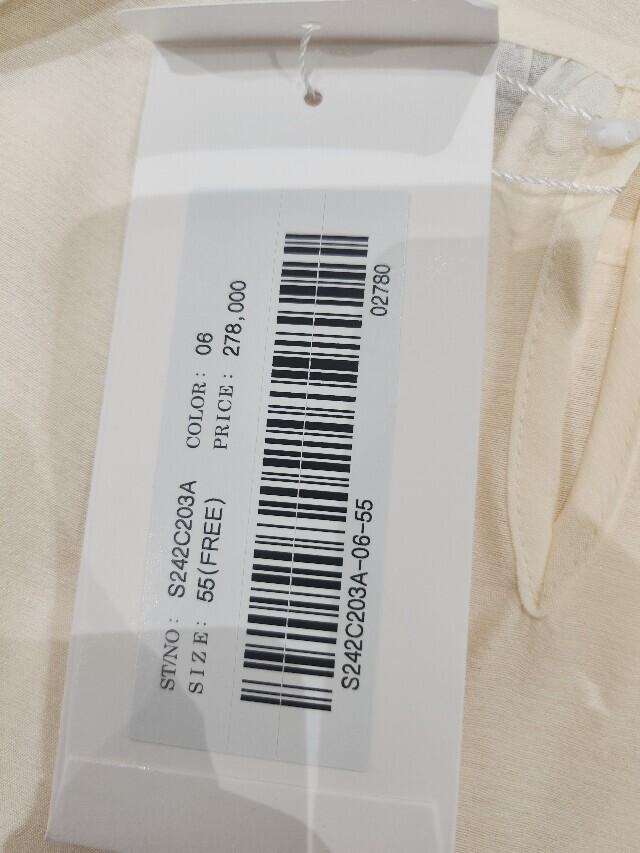 ST/NO: S242C203A COLOR: 06
SIZE: 55(FREE) PRICE: 278,000
S242C203A-06-55 02780